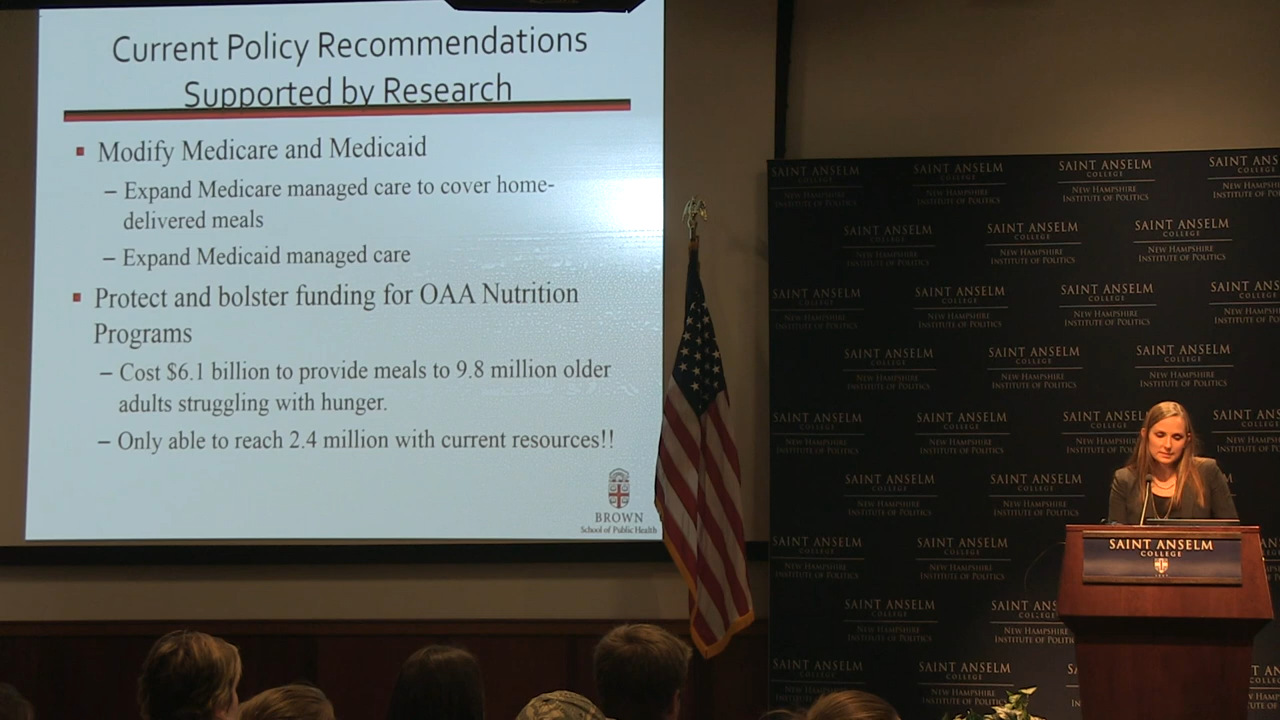 Current Policy Recommendations
Supported by Research
▪ Modify Medicare and Medicaid
– Expand Medicare managed care to cover home-
delivered meals
– Expand Medicaid managed care
▪ Protect and bolster funding for OAA Nutrition
Programs
– Cost $6.1 billion to provide meals to 9.8 million older
adults struggling with hunger.
– Only able to reach 2.4 million with current resources!!
BROWN
School of Public Health
SAINT ANSELM
COLLEGE
NEW HAMPSHIRE
INSTITUTE OF POLITICS
SAINT ANSELM
COLLEGE